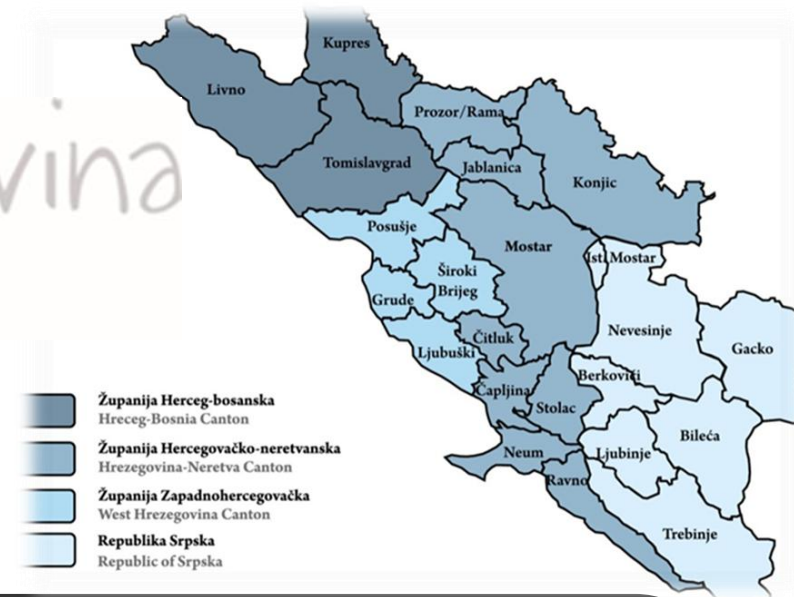 vina
Kupres
Livno
Prozor/Rama
Tomislavgrad
Jablanica
Konjic
Posušje
Mostar
Ist. Mostar
Široki
Brijeg
Grude
Nevesinje
Čitluk
Gacko
Ljubuški
Berkovići
Čapljina
Stolac
Bileća
Neum
Ljubinje
Ravno
Trebinje
Županija Herceg-bosanska
Hreceg-Bosnia Canton
Županija Hercegovačko-neretvanska
Hrezegovina-Neretva Canton
Županija Zapadnohercegovačka
West Hrezegovina Canton
Republika Srpska
Republic of Srpska